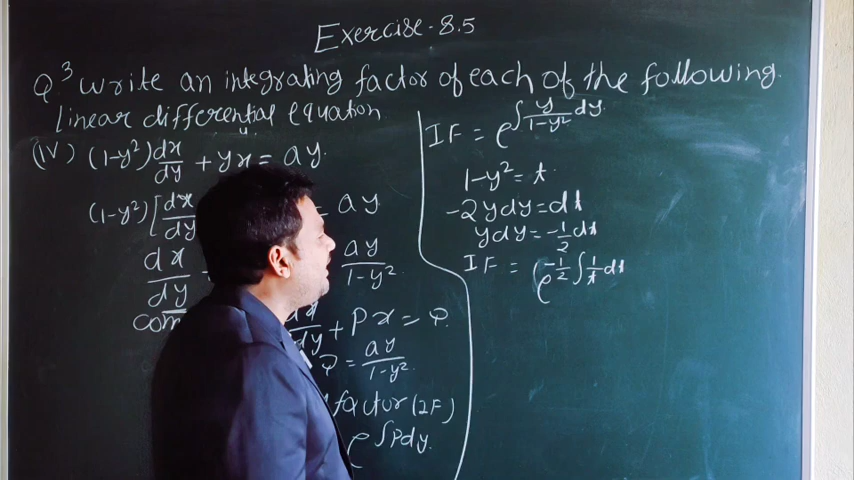 Exercise-8.5
Q.3 Write an integrating factor of each of the following.
linear differential equation.
(IV) (1-y²)dx/dy + yx = ay.
(1-y²)[dx/dy = ay
dx/dy ay/1-y².
com dx/dy + Px = Q.
Q = ay/1-y².
factor (IF)
e^∫Pdy.
IF = e^∫y/1-y² dy.
1-y² = t.
-2ydy = dt
ydy = -1/2 dt
IF = e^-1/2 ∫1/t dt